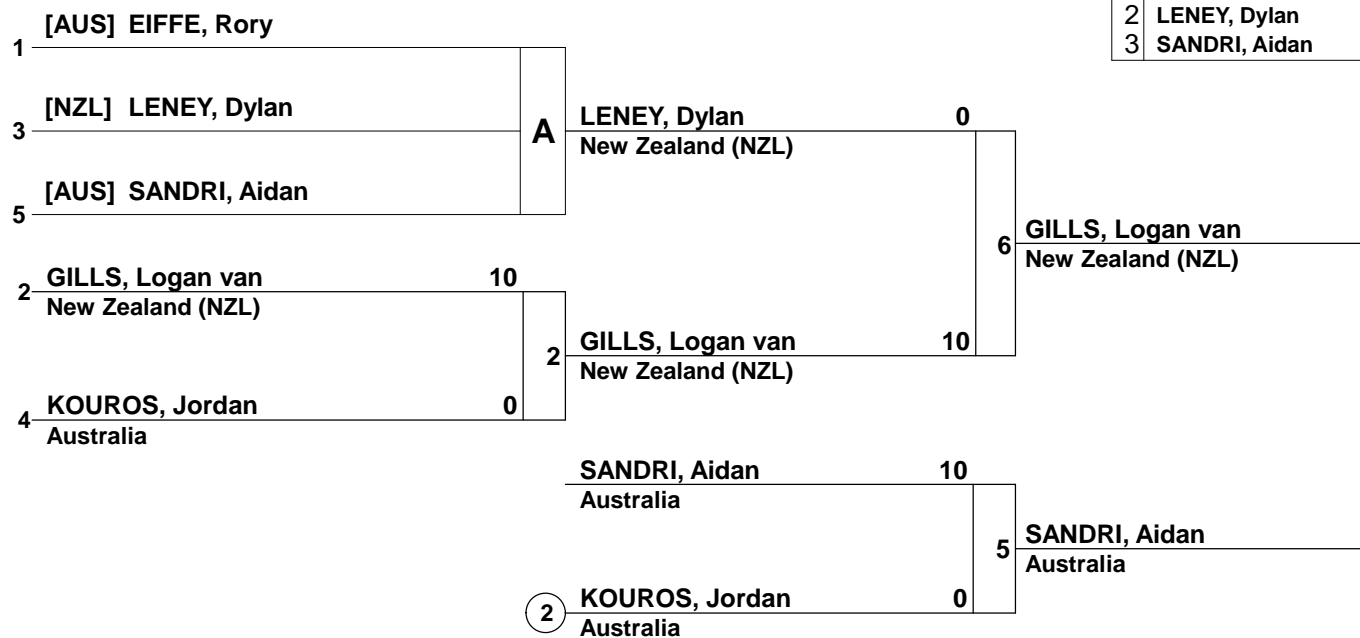 [AUS] EIFFE, Rory
1
2 LENEY, Dylan
3 SANDRI, Aidan
[NZL] LENEY, Dylan
3
A
LENEY, Dylan 0
New Zealand (NZL)
[AUS] SANDRI, Aidan
5
6
GILLS, Logan van
New Zealand (NZL)
2
GILLS, Logan van 10
New Zealand (NZL)
2
GILLS, Logan van 10
New Zealand (NZL)
4
KOUROS, Jordan 0
Australia
SANDRI, Aidan 10
Australia
5
SANDRI, Aidan
Australia
2
KOUROS, Jordan 0
Australia